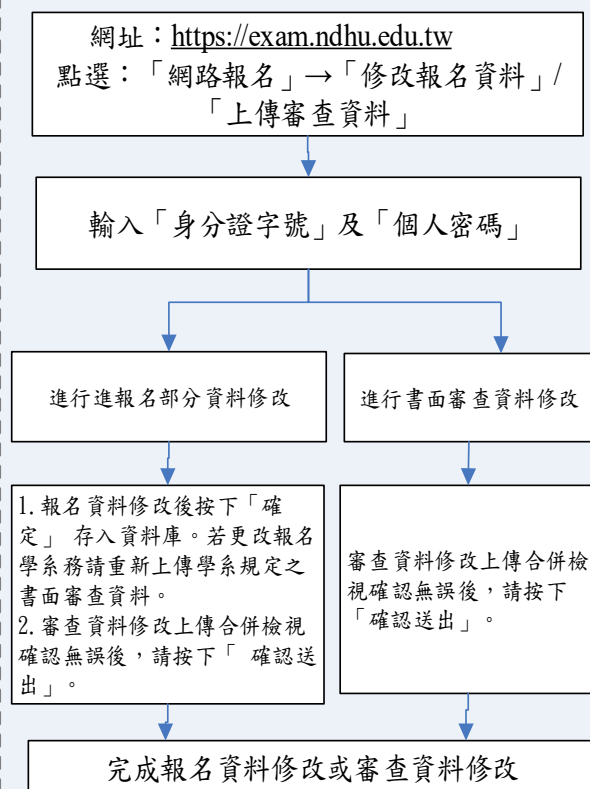 網址：https://exam.ndhu.edu.tw
點選：「網路報名」→「修改報名資料」/
「上傳審查資料」
輸入「身分證字號」及「個人密碼」
進行進報名部分資料修改
進行書面審查資料修改
1.報名資料修改後按下「確
定」 存入資料庫。若更改報名
學系務請重新上傳學系規定之
書面審查資料。
2.審查資料修改上傳合併檢視
確認無誤後，請按下「 確認送
出」。
審查資料修改上傳合併檢
視確認無誤後，請按下
「確認送出」。
完成報名資料修改或審查資料修改